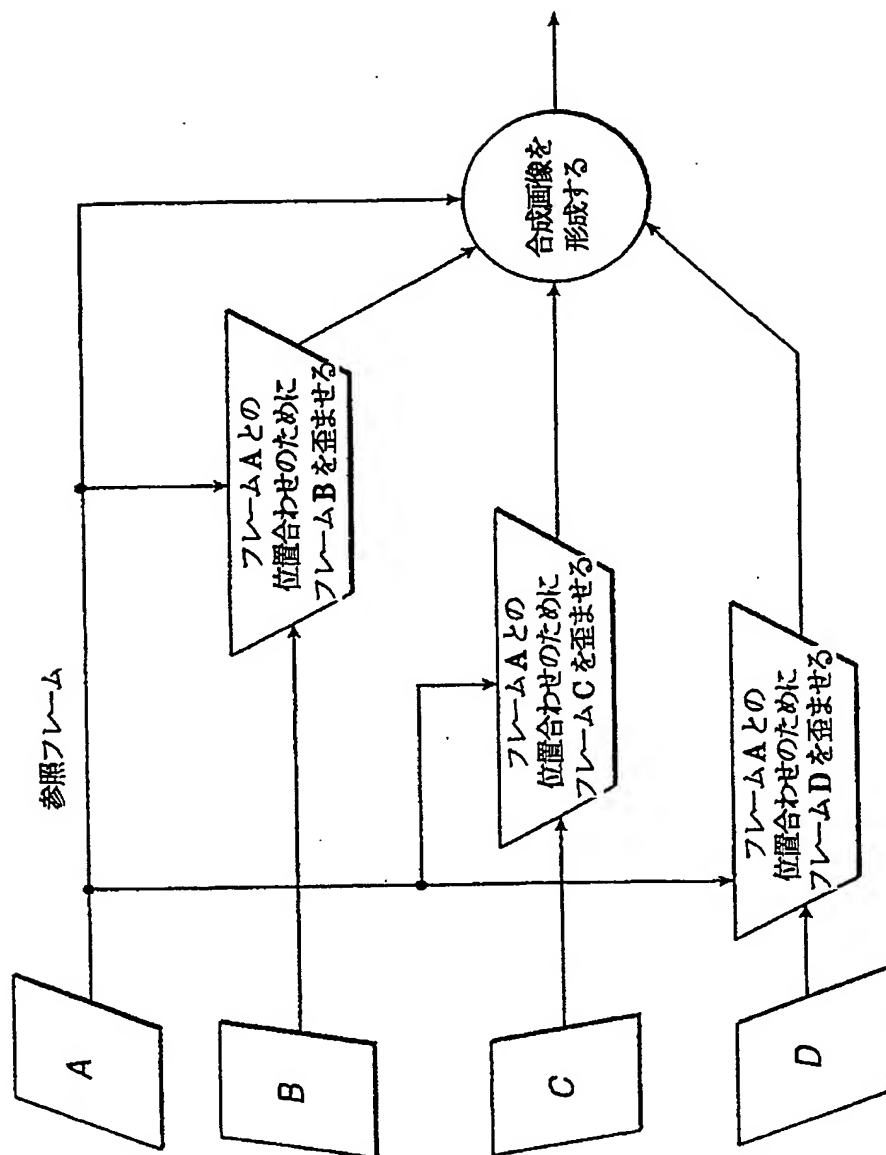 参照フレーム
A
B
C
D
フレームAとの
位置合わせのために
フレームBを歪ませる
フレームAとの
位置合わせのために
フレームCを歪ませる
フレームAとの
位置合わせのために
フレームDを歪ませる
合成画像を
形成する